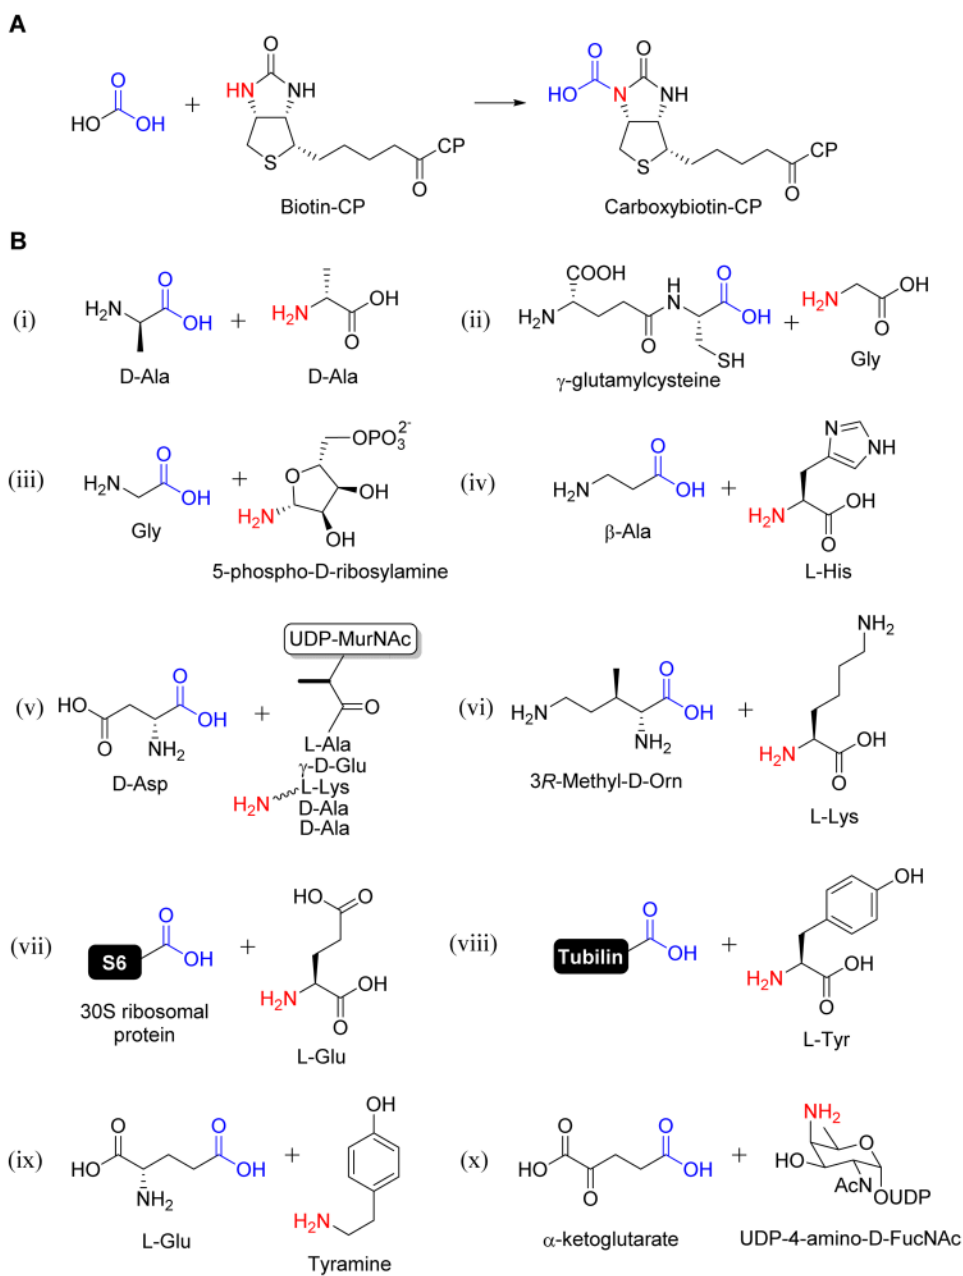 A
O
HO
OH
+
O
HN
NH
S
CP
O
Biotin-CP
O
HO
O
N
NH
S
CP
O
Carboxybiotin-CP
B
(i)
H2N
O
OH
D-Ala
+
H2N
OH
O
D-Ala
(ii)
COOH
H2N
O
H
N
O
OH
SH
γ-glutamylcysteine
+
H2N
OH
O
Gly
(iii)
H2N
O
OH
Gly
+
OPO3 2-
O
OH
H2N
OH
5-phospho-D-ribosylamine
(iv)
H2N
O
OH
β-Ala
+
N
NH
H2N
OH
O
L-His
(v)
HO
O
O
OH
NH2
D-Asp
+
UDP-MurNAc
O
L-Ala
γ-D-Glu
H2N
L-Lys
D-Ala
D-Ala
(vi)
H2N
O
OH
NH2
3R-Methyl-D-Orn
+
NH2
H2N
OH
O
L-Lys
(vii)
S6
O
OH
30S ribosomal
protein
+
HO
O
H2N
OH
O
L-Glu
(viii)
Tubilin
O
OH
+
OH
H2N
OH
O
L-Tyr
(ix)
O
HO
NH2
O
OH
L-Glu
+
OH
H2N
Tyramine
(x)
O
HO
O
O
OH
α-ketoglutarate
+
NH2
O
HO
AcN
OUDP
UDP-4-amino-D-FucNAc